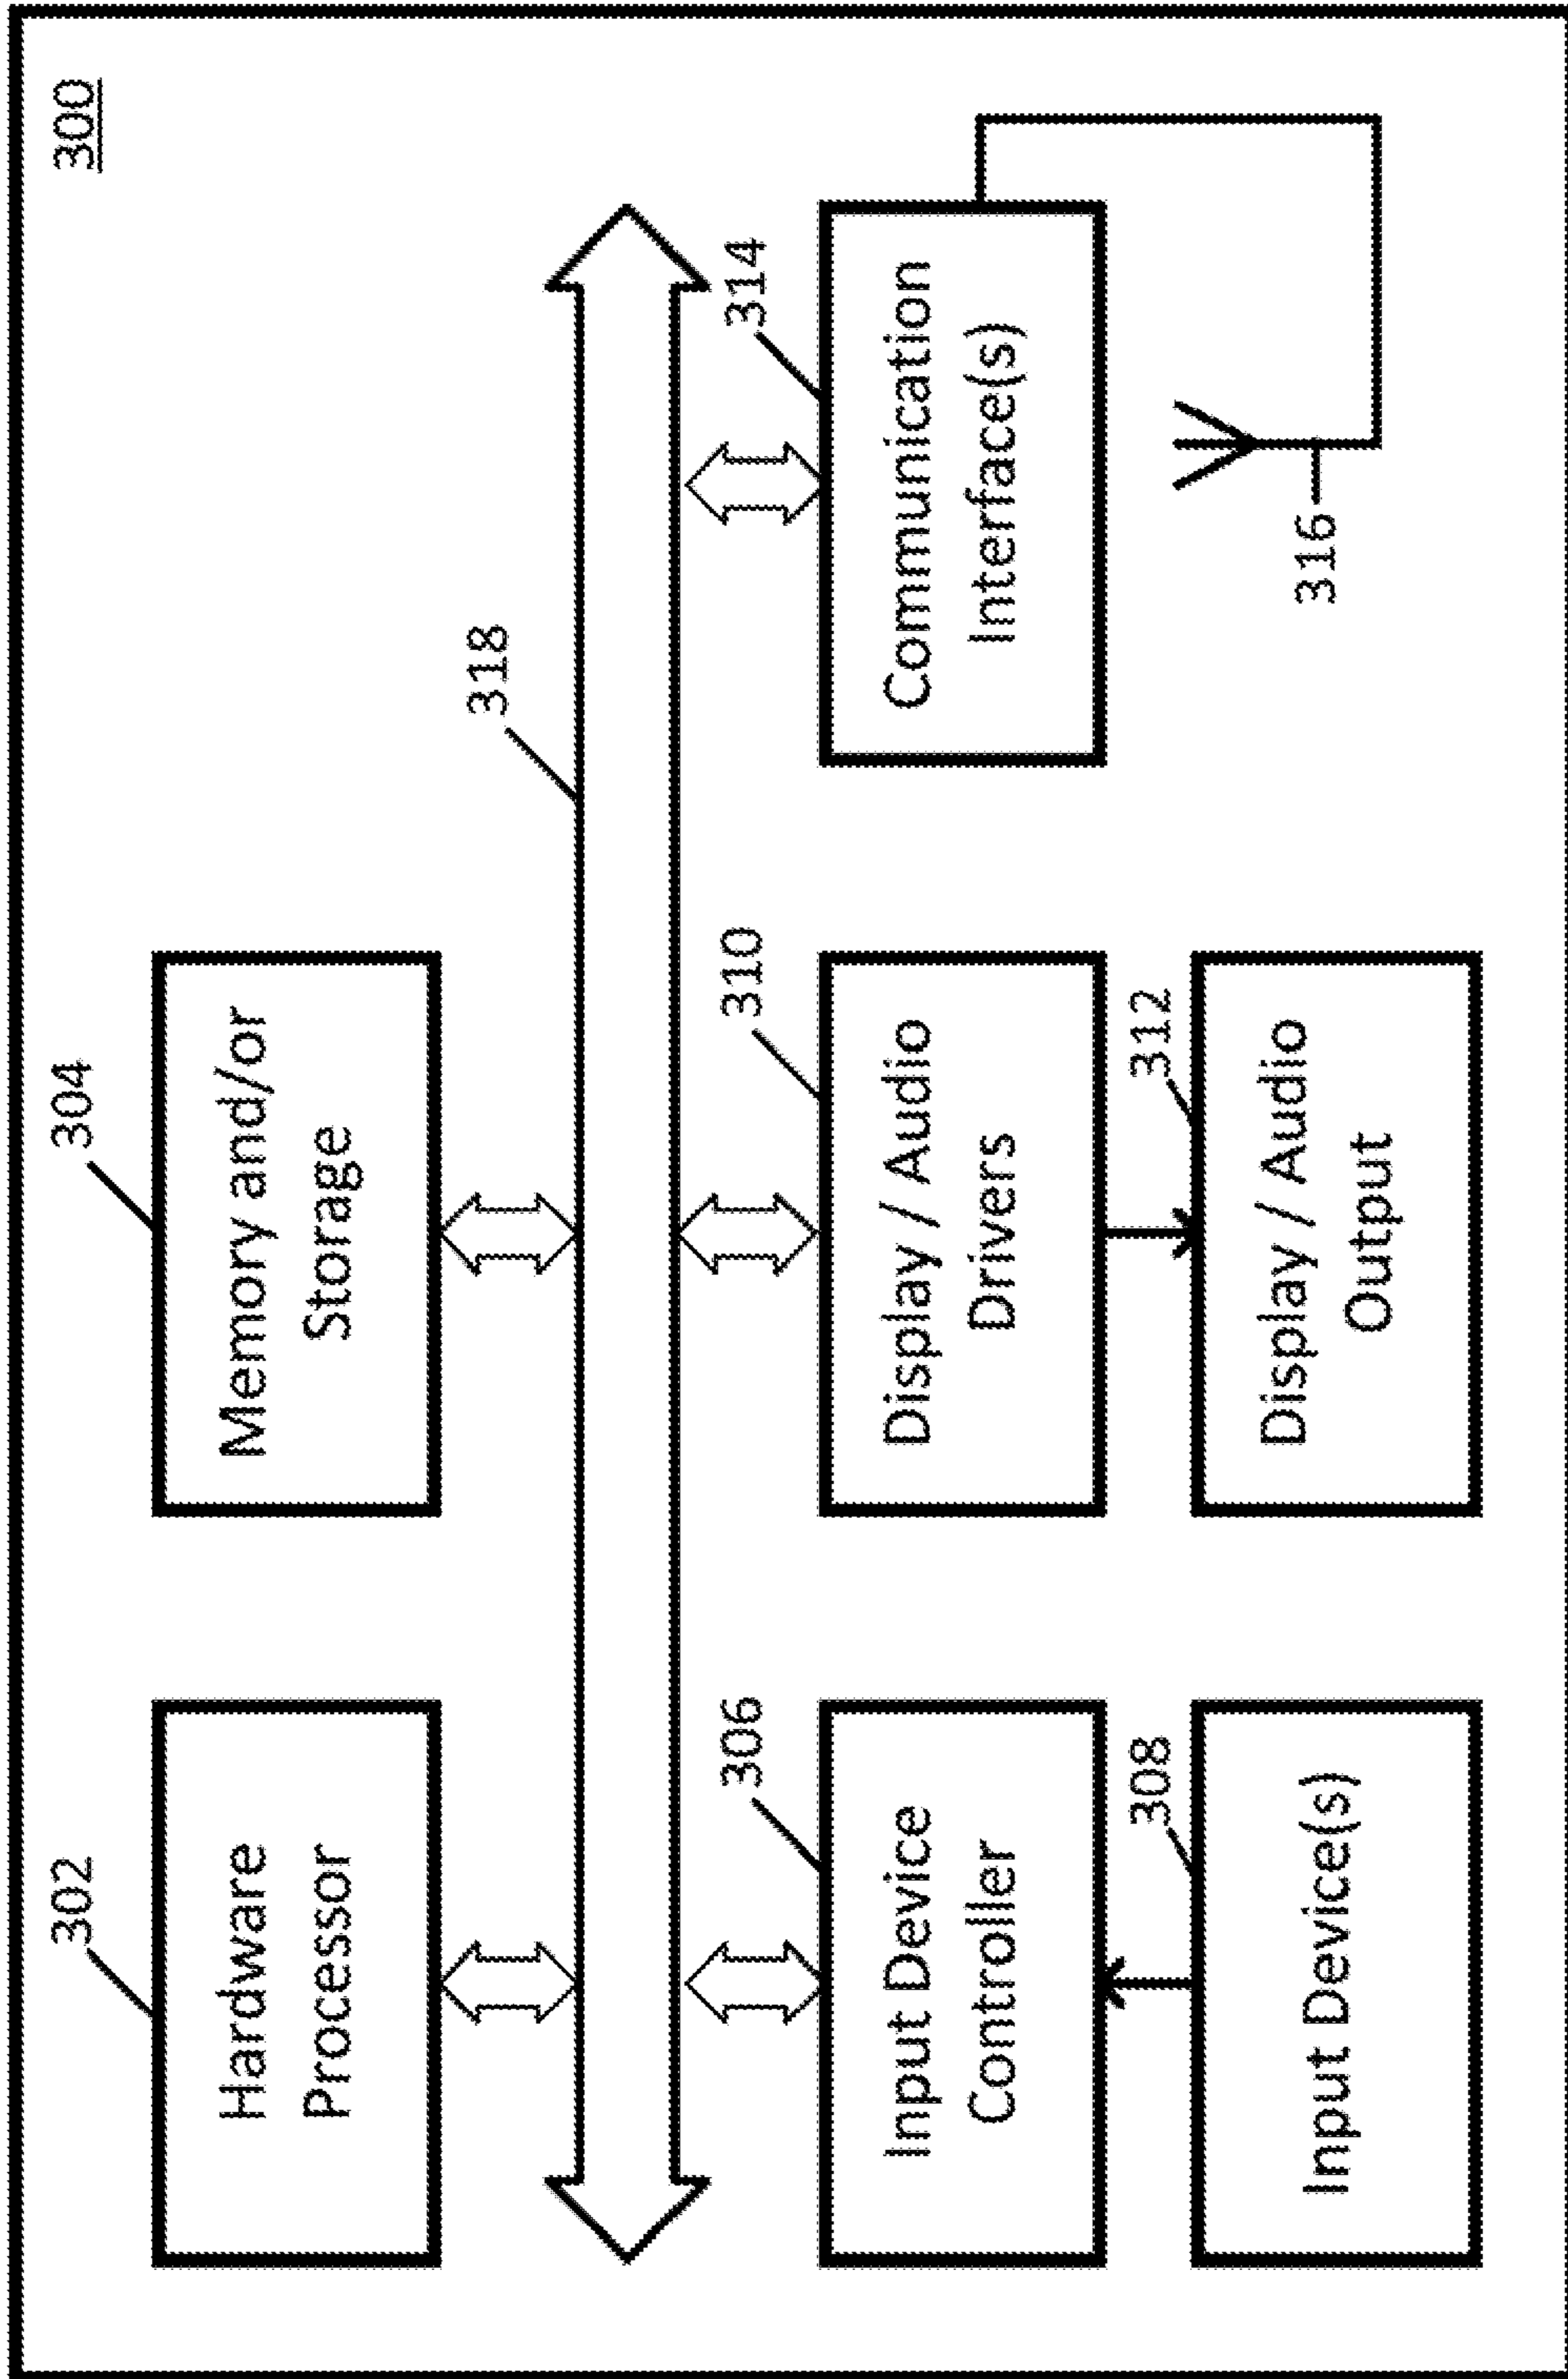 300
302
Hardware
Processor
304
Memory and/or
Storage
318
306
Input Device
Controller
310
Display / Audio
Drivers
314
Communication
Interface(s)
308
Input Device(s)
312
Display / Audio
Output
316